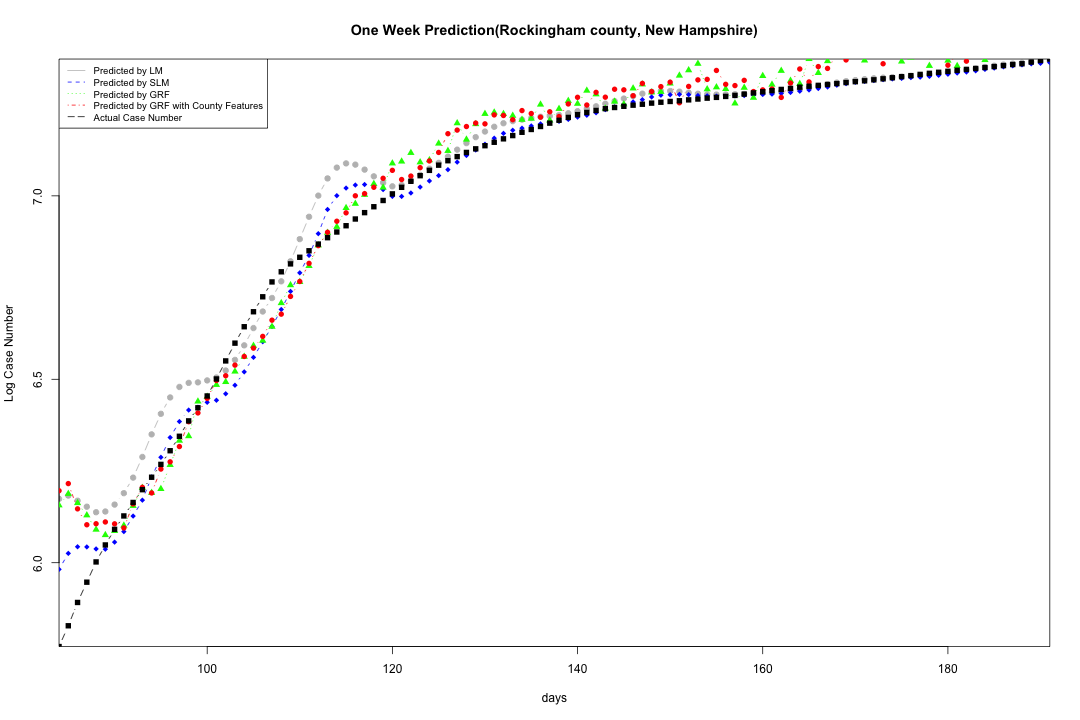 One Week Prediction(Rockingham county, New Hampshire)
Predicted by LM
Predicted by SLM
Predicted by GRF
Predicted by GRF with County Features
Actual Case Number
Log Case Number
7.0
6.5
6.0
100 120 140 160 180
days